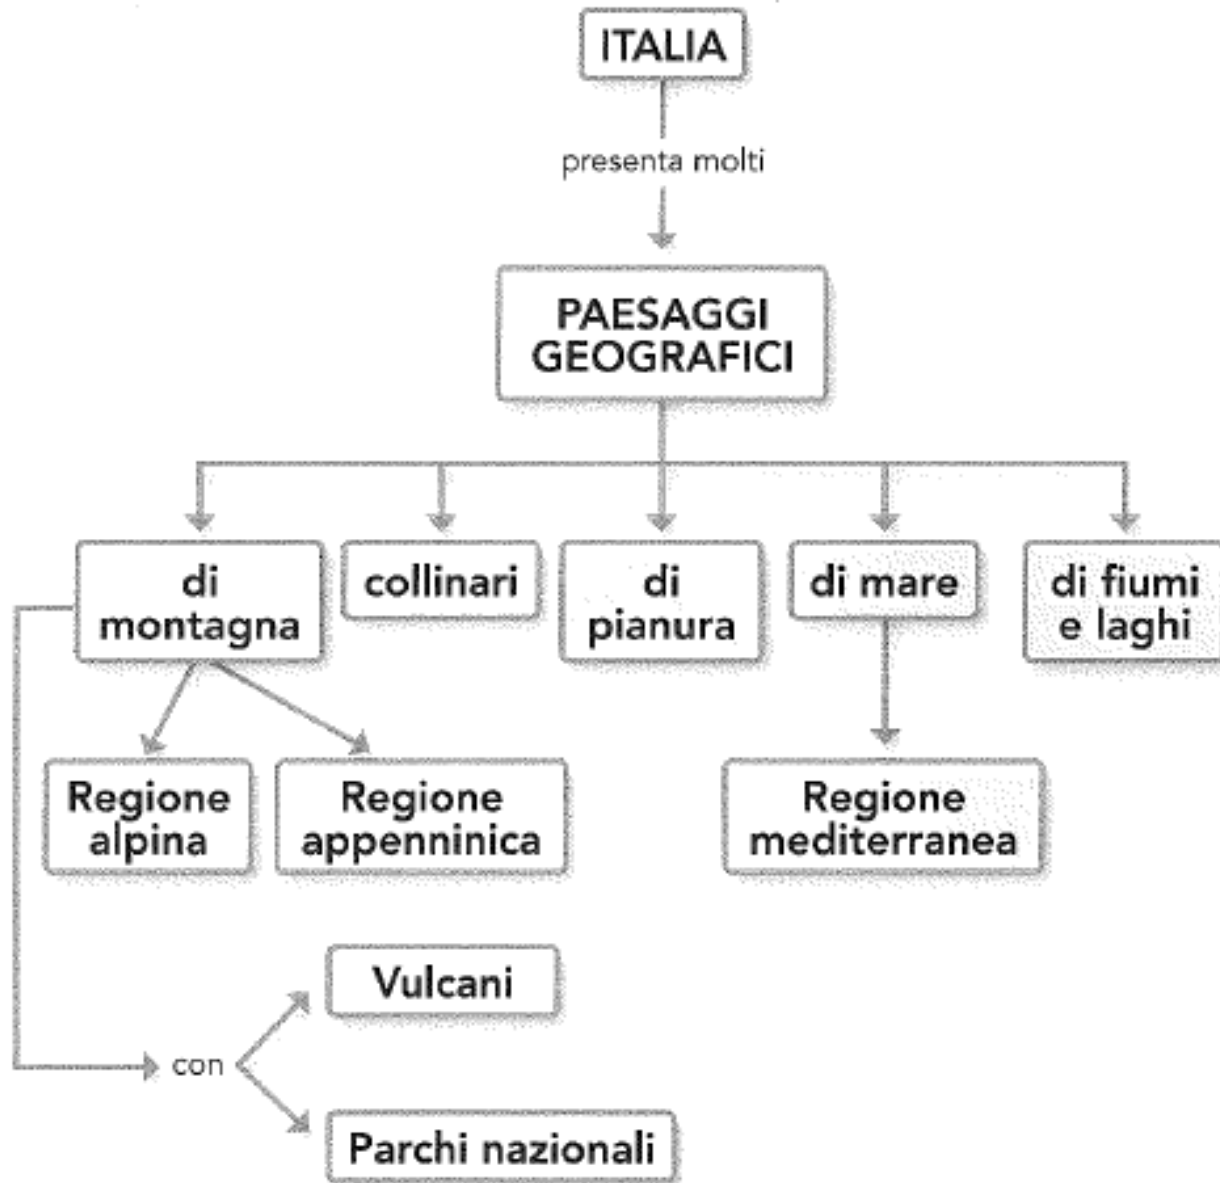 ITALIA
presenta molti
PAESAGGI
GEOGRAFICI
di
montagna
collinari
di
pianura
di mare
di fiumi
e laghi
Regione
alpina
Regione
appenninica
Regione
mediterranea
Vulcani
con
Parchi nazionali